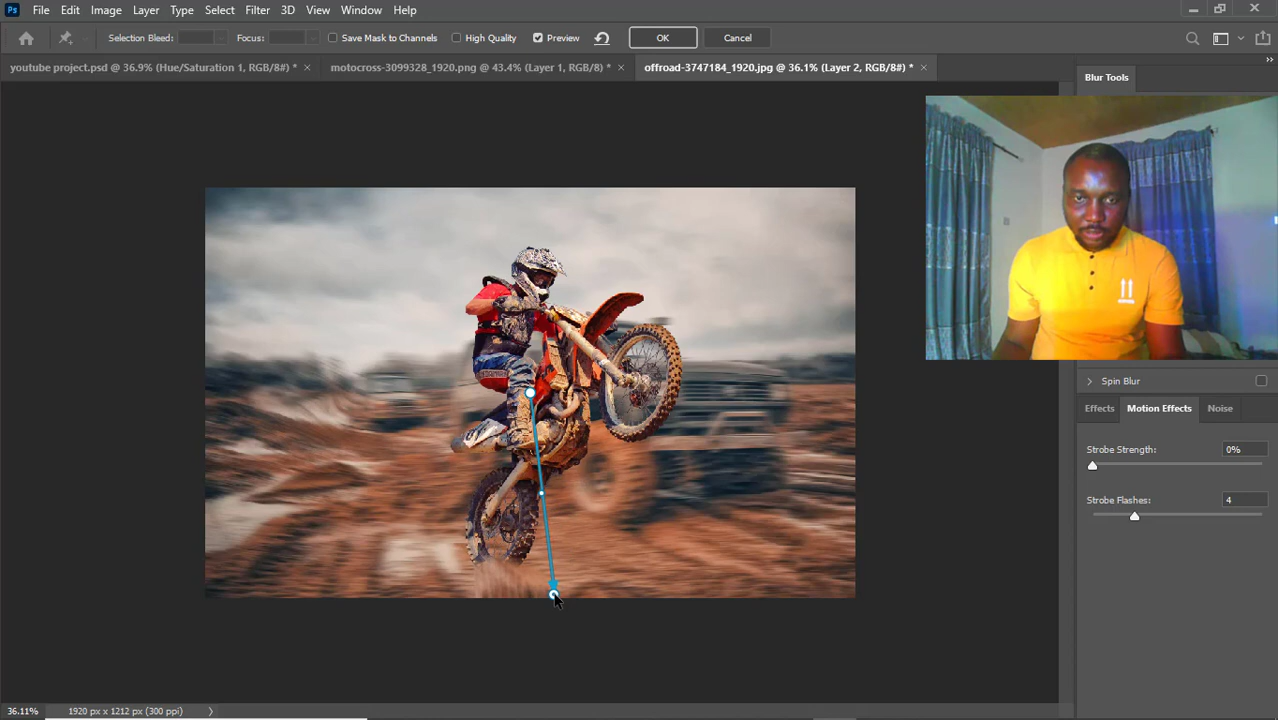 Ps File Edit Image Layer Type Select Filter 3D View Window Help
Selection Bleed: Focus: Save Mask to Channels High Quality Preview OK Cancel
youtube project.psd @ 36.9% (Hue/Saturation 1, RGB/8#) * × motocross-3099328_1920.png @ 43.4% (Layer 1, RGB/8) * × offroad-3747184_1920.jpg @ 36.1% (Layer 2, RGB/8#) * ×
Blur Tools
Spin Blur
Effects Motion Effects Noise
Strobe Strength: 0%
Strobe Flashes: 4
36.11% 1920 px x 1212 px (300 ppi)